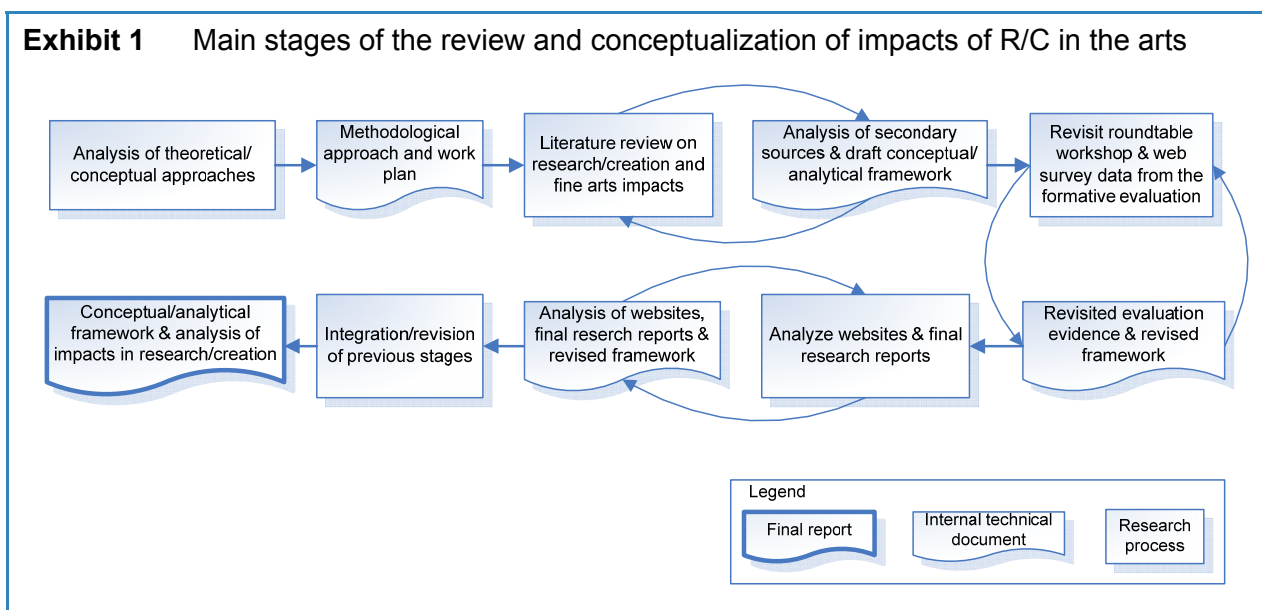 Exhibit 1 Main stages of the review and conceptualization of impacts of R/C in the arts
Analysis of theoretical/
conceptual approaches
Methodological
approach and work
plan
Literature review on
research/creation and
fine arts impacts
Analysis of secondary
sources & draft conceptual/
analytical framework
Revisit roundtable
workshop & web
survey data from the
formative evaluation
Conceptual/analytical
framework & analysis of
impacts in research/creation
Integration/revision
of previous stages
Analysis of websites,
final reserch reports &
revised framework
Analyze websites & final
research reports
Revisited evaluation
evidence & revised
framework
Legend
Final report
Internal technical
document
Research
process